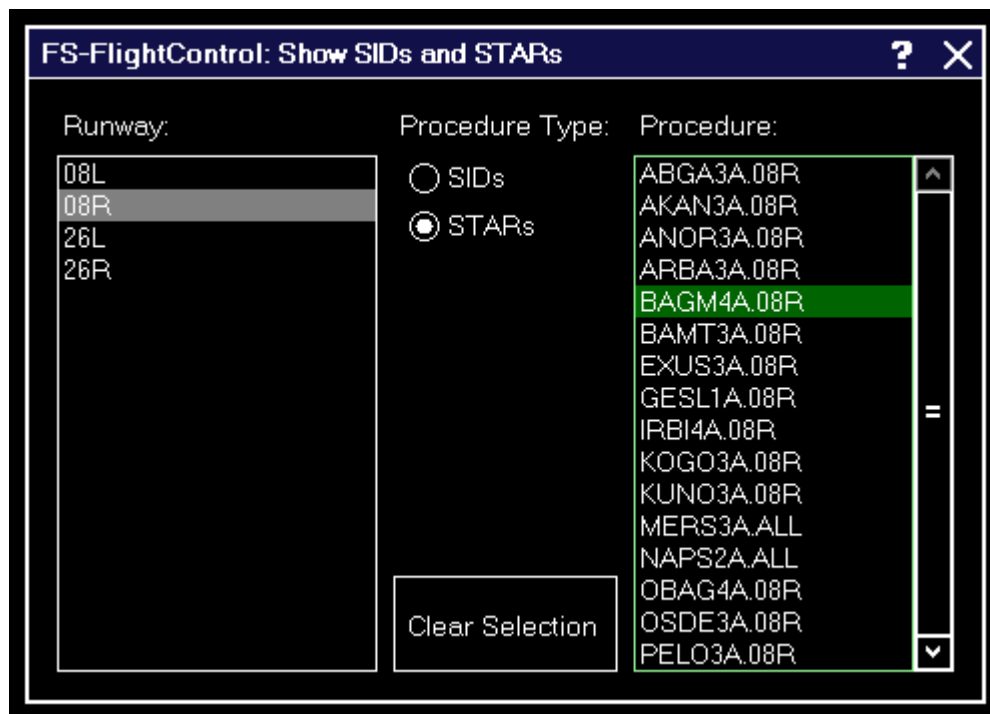 FS-FlightControl: Show SIDs and STARs ? X
Runway:
08L
08R
26L
26R
Procedure Type:
SIDs
STARs
Clear Selection
Procedure:
ABGA3A.08R
AKAN3A.08R
ANOR3A.08R
ARBA3A.08R
BAGM4A.08R
BAMT3A.08R
EXUS3A.08R
GESL1A.08R
IRBI4A.08R
KOGO3A.08R
KUNO3A.08R
MERS3A.ALL
NAPS2A.ALL
OBAG4A.08R
OSDE3A.08R
PELO3A.08R